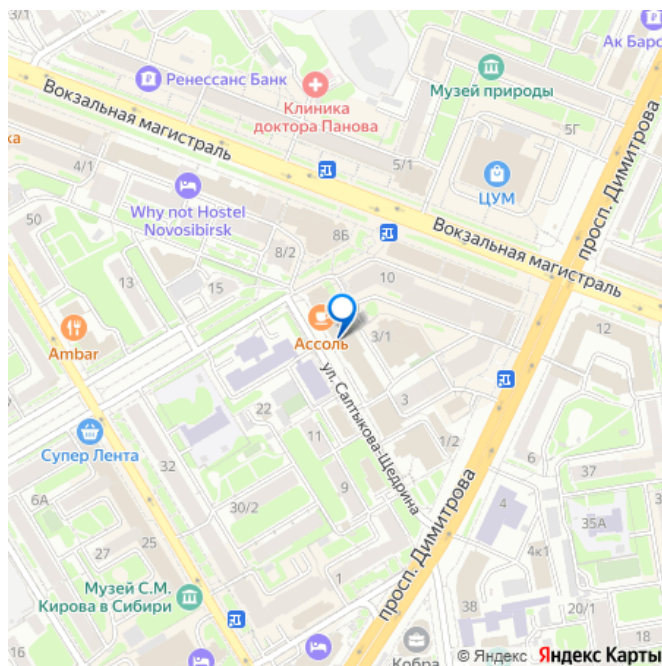 Ак Барс
Ренессанс Банк
Музей природы
Клиника
доктора Панова
5Г
Вокзальная магистраль
просп. Димитрова
ка
4/1
5/1
ЦУМ
Why not Hostel
Novosibirsk
50
8Б
8/2
Вокзальная магистраль
13
15
10
12
Ambar
Ассоль
3/1
ул. Салтыкова-Щедрина
22
3
Супер Лента
11
1/2
32
6
37
6А
30/2
9
просп. Димитрова
4
35А
27
25
4к1
Музей С.М.
Кирова в Сибири
1
38
20/1
16
18
Кобра
© Яндекс Яндекс Карты